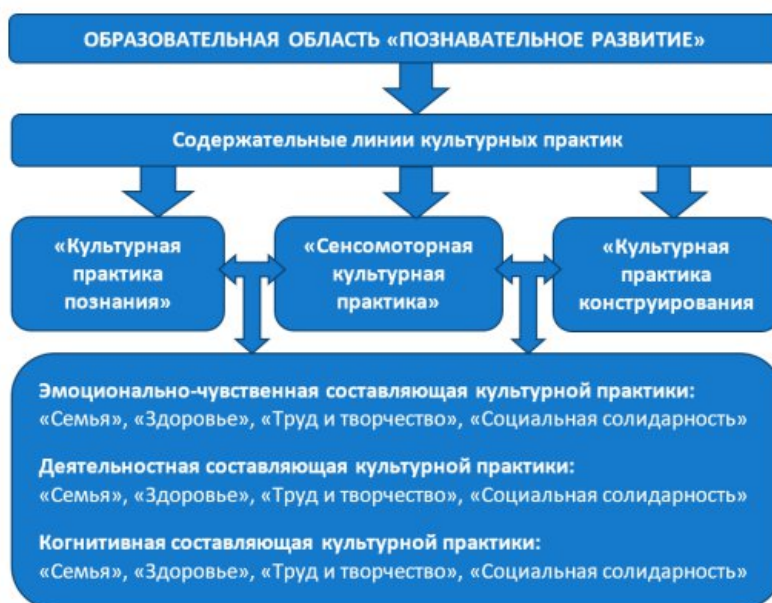 ОБРАЗОВАТЕЛЬНАЯ ОБЛАСТЬ «ПОЗНАВАТЕЛЬНОЕ РАЗВИТИЕ»
Содержательные линии культурных практик
«Культурная
практика
познания»
«Сенсомоторная
культурная
практика»
«Культурная
практика
конструирования
Эмоционально-чувственная составляющая культурной практики:
«Семья», «Здоровье», «Труд и творчество», «Социальная солидарность»
Деятельностная составляющая культурной практики:
«Семья», «Здоровье», «Труд и творчество», «Социальная солидарность»
Когнитивная составляющая культурной практики:
«Семья», «Здоровье», «Труд и творчество», «Социальная солидарность»